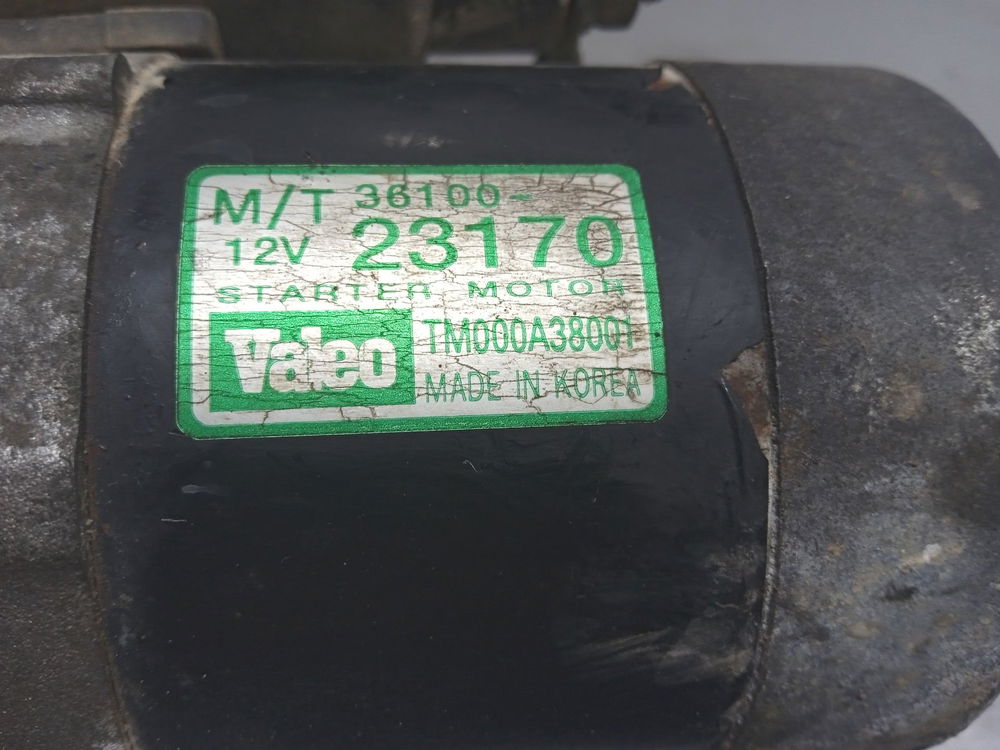 M/T 36100-
12V 23170
STARTER MOTOR
Valeo TM000A38001
MADE IN KOREA